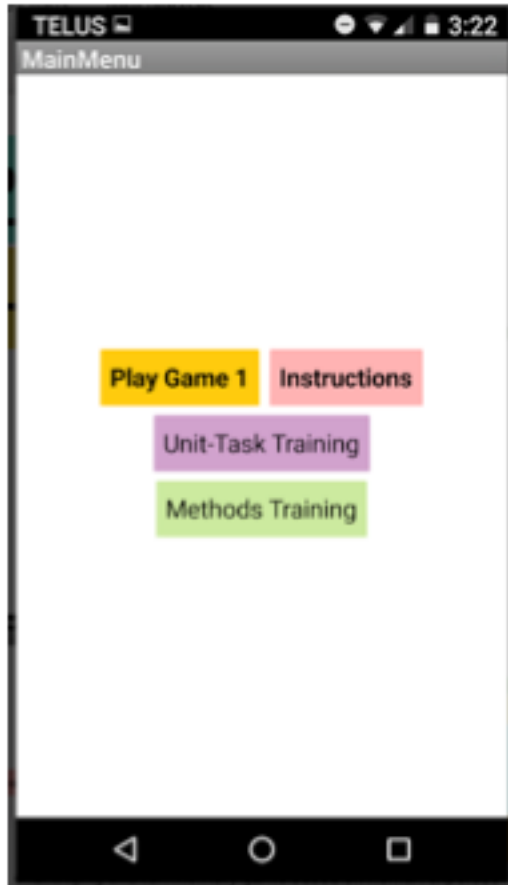 TELUS 3:22
MainMenu
Play Game 1 Instructions
Unit-Task Training
Methods Training